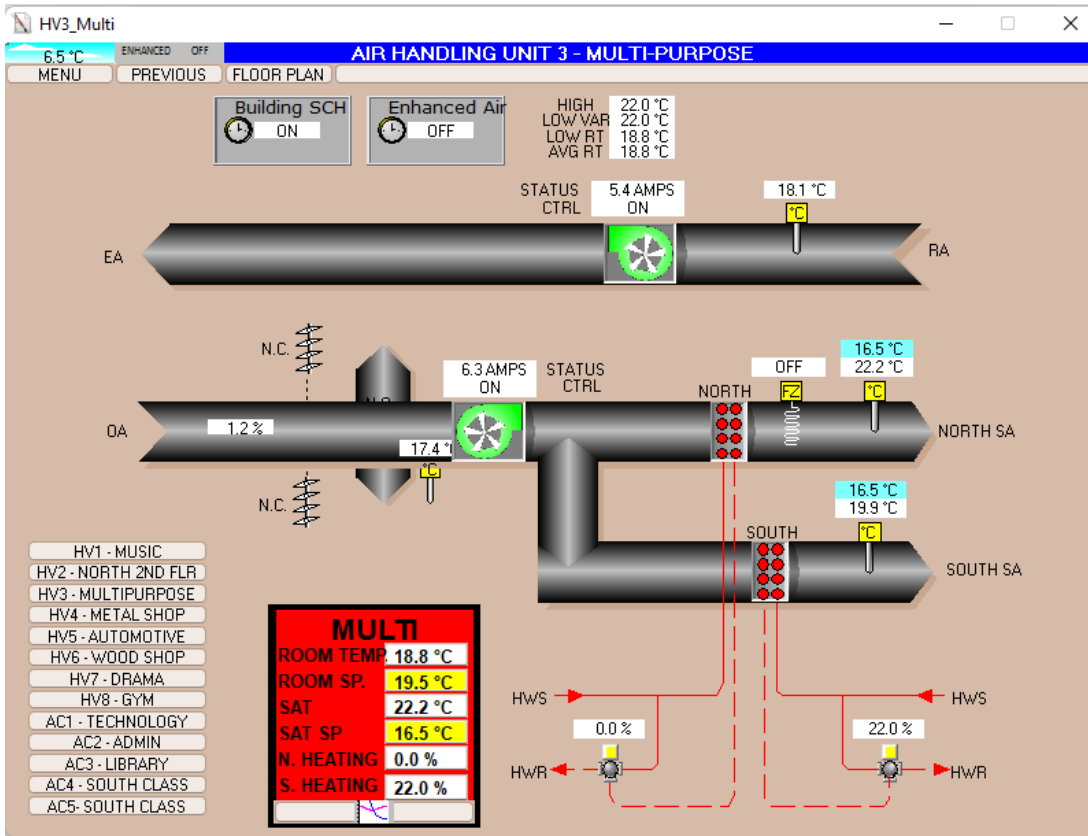 HV3_Multi
6.5 °C ENHANCED OFF AIR HANDLING UNIT 3 - MULTI-PURPOSE
MENU PREVIOUS FLOOR PLAN
Building SCH
ON
Enhanced Air
OFF
HIGH 22.0 °C
LOW VAR 22.0 °C
LOW RT 18.8 °C
AVG RT 18.8 °C
STATUS 5.4 AMPS
CTRL ON
18.1 °C
°C
EA
RA
N.C.
6.3 AMPS STATUS
ON CTRL
OFF
16.5 °C
22.2 °C
NORTH
FZ
°C
OA
1.2 %
17.4 °
°C
NORTH SA
N.C.
16.5 °C
19.9 °C
SOUTH
°C
SOUTH SA
HV1 - MUSIC
HV2 - NORTH 2ND FLR
HV3 - MULTIPURPOSE
HV4 - METAL SHOP
HV5 - AUTOMOTIVE
HV6 - WOOD SHOP
HV7 - DRAMA
HV8 - GYM
AC1 - TECHNOLOGY
AC2 - ADMIN
AC3 - LIBRARY
AC4 - SOUTH CLASS
AC5- SOUTH CLASS
MULTI
ROOM TEMP. 18.8 °C
ROOM SP. 19.5 °C
SAT 22.2 °C
SAT SP 16.5 °C
N. HEATING 0.0 %
S. HEATING 22.0 %
HWS
0.0 %
HWR
HWS
22.0 %
HWR